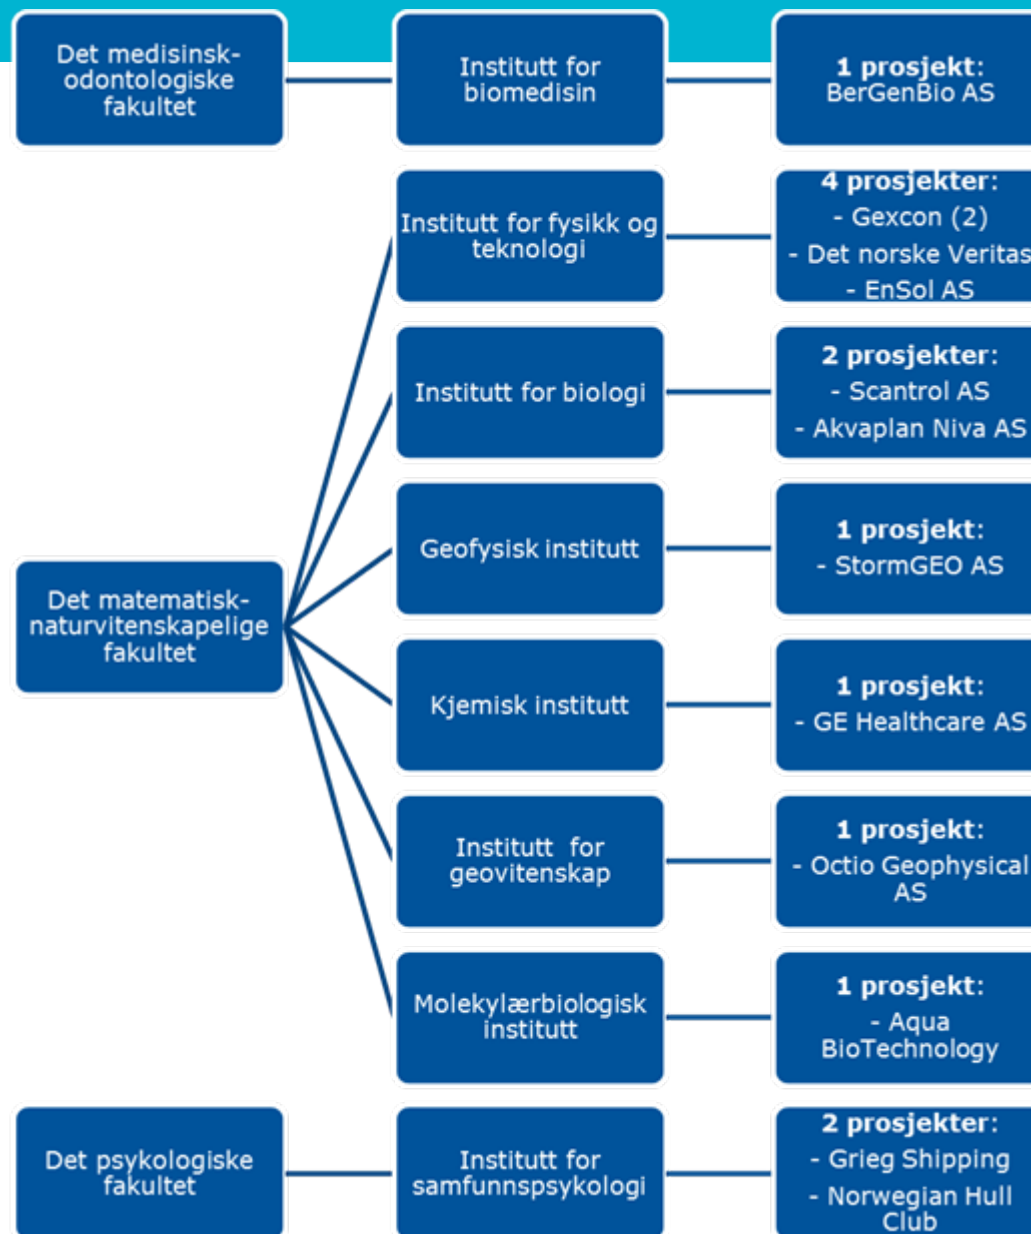 Det medisinsk-
odontologiske
fakultet
Institutt for
biomedisin
1 prosjekt:
BerGenBio AS
Institutt for fysikk og
teknologi
4 prosjekter:
- Gexcon (2)
- Det norske Veritas
- EnSol AS
Institutt for biologi
2 prosjekter:
- Scantrol AS
- Akvaplan Niva AS
Geofysisk institutt
1 prosjekt:
- StormGEO AS
Det matematisk-
naturvitenskapelige
fakultet
Kjemisk institutt
1 prosjekt:
- GE Healthcare AS
Institutt for
geovitenskap
1 prosjekt:
- Octio Geophysical
AS
Molekylærbiologisk
institutt
1 prosjekt:
- Aqua
BioTechnology
Det psykologiske
fakultet
Institutt for
samfunnspsykologi
2 prosjekter:
- Grieg Shipping
- Norwegian Hull
Club